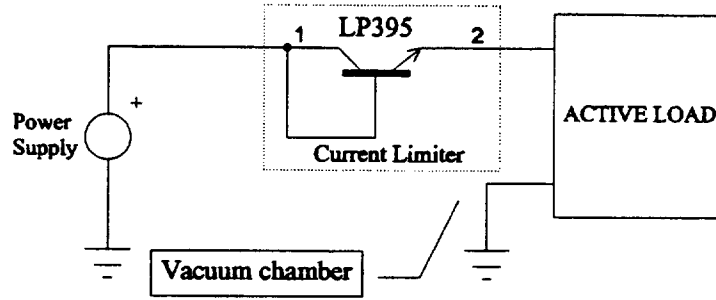 LP395
1
2
+
Power
Supply
Current Limiter
ACTIVE LOAD
Vacuum chamber